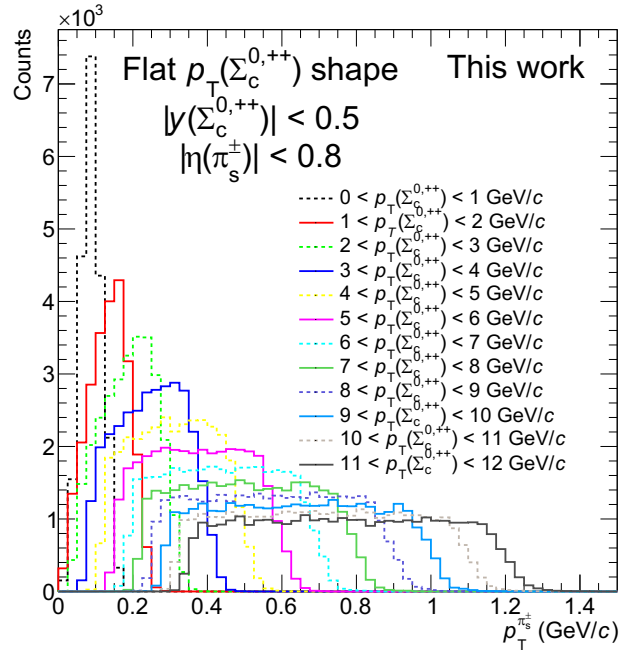 ×10³
Counts
Flat p_T(Σ_c^{0,++}) shape
This work
|y(Σ_c^{0,++})| < 0.5
|η(π_s^±)| < 0.8
0 < p_T(Σ_c^{0,++}) < 1 GeV/c
1 < p_T(Σ_c^{0,++}) < 2 GeV/c
2 < p_T(Σ_c^{0,++}) < 3 GeV/c
3 < p_T(Σ_c^{0,++}) < 4 GeV/c
4 < p_T(Σ_c^{0,++}) < 5 GeV/c
5 < p_T(Σ_c^{0,++}) < 6 GeV/c
6 < p_T(Σ_c^{0,++}) < 7 GeV/c
7 < p_T(Σ_c^{0,++}) < 8 GeV/c
8 < p_T(Σ_c^{0,++}) < 9 GeV/c
9 < p_T(Σ_c^{0,++}) < 10 GeV/c
10 < p_T(Σ_c^{0,++}) < 11 GeV/c
11 < p_T(Σ_c^{0,++}) < 12 GeV/c
7
6
5
4
3
2
1
0
0 0.2 0.4 0.6 0.8 1 1.2 1.4
p_T^{π_s^±} (GeV/c)